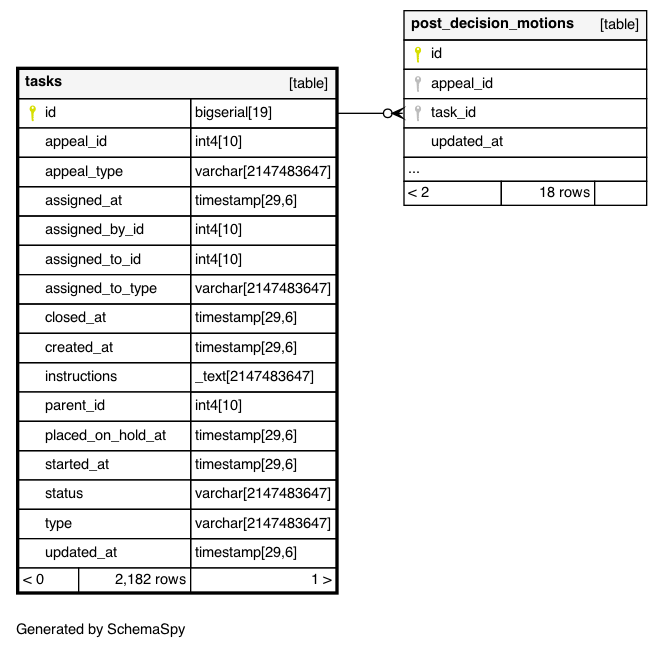 post_decision_motions [table]
id
appeal_id
task_id
updated_at
...
< 2 18 rows
tasks [table]
id bigserial[19]
appeal_id int4[10]
appeal_type varchar[2147483647]
assigned_at timestamp[29,6]
assigned_by_id int4[10]
assigned_to_id int4[10]
assigned_to_type varchar[2147483647]
closed_at timestamp[29,6]
created_at timestamp[29,6]
instructions _text[2147483647]
parent_id int4[10]
placed_on_hold_at timestamp[29,6]
started_at timestamp[29,6]
status varchar[2147483647]
type varchar[2147483647]
updated_at timestamp[29,6]
< 0 2,182 rows 1 >
Generated by SchemaSpy